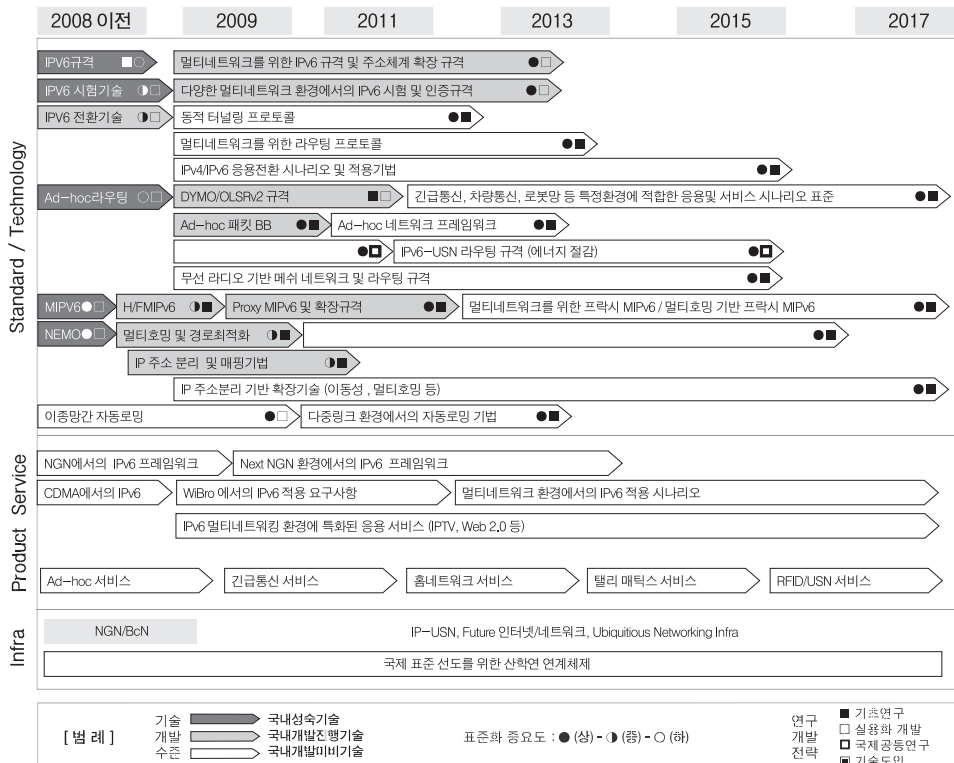 2008 이전 2009 2011 2013 2015 2017
Standard / Technology
IPV6규격 멀티네트워크를 위한 IPv6 규격 및 주소체계 확장 규격
IPV6 시험기술 다양한 멀티네트워크 환경에서의 IPv6 시험 및 인증규격
IPV6 전환기술 동적 터널링 프로토콜
멀티네트워크를 위한 라우팅 프로토콜
IPv4/IPv6 응용전환 시나리오 및 적용기법
Ad-hoc라우팅 DYMO/OLSRv2 규격 긴급통신, 차량통신, 로봇망 등 특정환경에 적합한 응용및 서비스 시나리오 표준
Ad-hoc 패킷 BB Ad-hoc 네트워크 프레임워크
IPv6-USN 라우팅 규격 (에너지 절감)
무선 라디오 기반 메쉬 네트워크 및 라우팅 규격
MIPV6 H/FMIPv6 Proxy MIPv6 및 확장규격 멀티네트워크를 위한 프락시 MIPv6 / 멀티호밍 기반 프락시 MIPv6
NEMO 멀티호밍 및 경로최적화
IP 주소 분리 및 매핑기법
IP 주소분리 기반 확장기술 (이동성 , 멀티호밍 등)
이종망간 자동로밍 다중링크 환경에서의 자동로밍 기법
Product Service
NGN에서의 IPv6 프레임워크 Next NGN 환경에서의 IPv6 프레임워크
CDMA에서의 IPv6 WiBro 에서의 IPv6 적용 요구사항 멀티네트워크 환경에서의 IPv6 적용 시나리오
IPv6 멀티네트워킹 환경에 특화된 응용 서비스 (IPTV, Web 2.0 등)
Ad-hoc 서비스 긴급통신 서비스 홈네트워크 서비스 탤리 매틱스 서비스 RFID/USN 서비스
Infra
NGN/BcN IP-USN, Future 인터넷/네트워크, Ubiquitious Networking Infra
국제 표준 선도를 위한 산학연 연계체제
[ 범 례 ]
기술 개발 수준
국내성숙기술
국내개발진행기술
국내개발미비기술
표준화 중요도 : ● (상) - ◑ (중) - ○ (하)
연구 개발 전략
기초연구
실용화 개발
국제공동연구
기술도입